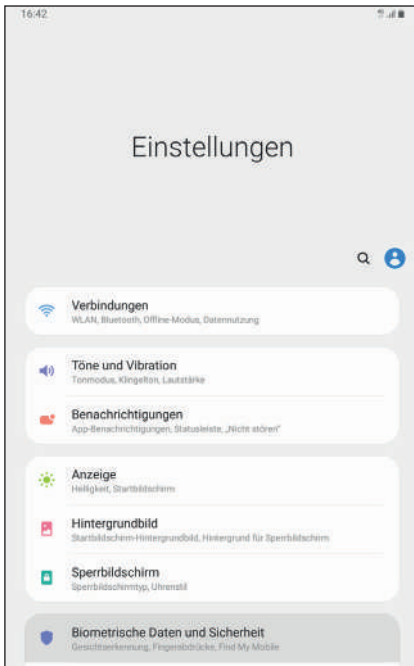 16:42
Einstellungen
Verbindungen
WLAN, Bluetooth, Offline-Modus, Datennutzung
Töne und Vibration
Tonmodus, Klingelton, Lautstärke
Benachrichtigungen
App-Benachrichtigungen, Statusleiste, „Nicht stören"
Anzeige
Helligkeit, Startbildschirm
Hintergrundbild
Startbildschirm-Hintergrundbild, Hintergrund für Sperrbildschirm
Sperrbildschirm
Sperrbildschirmtyp, Uhrenstil
Biometrische Daten und Sicherheit
Gesichtserkennung, Fingerabdrücke, Find My Mobile